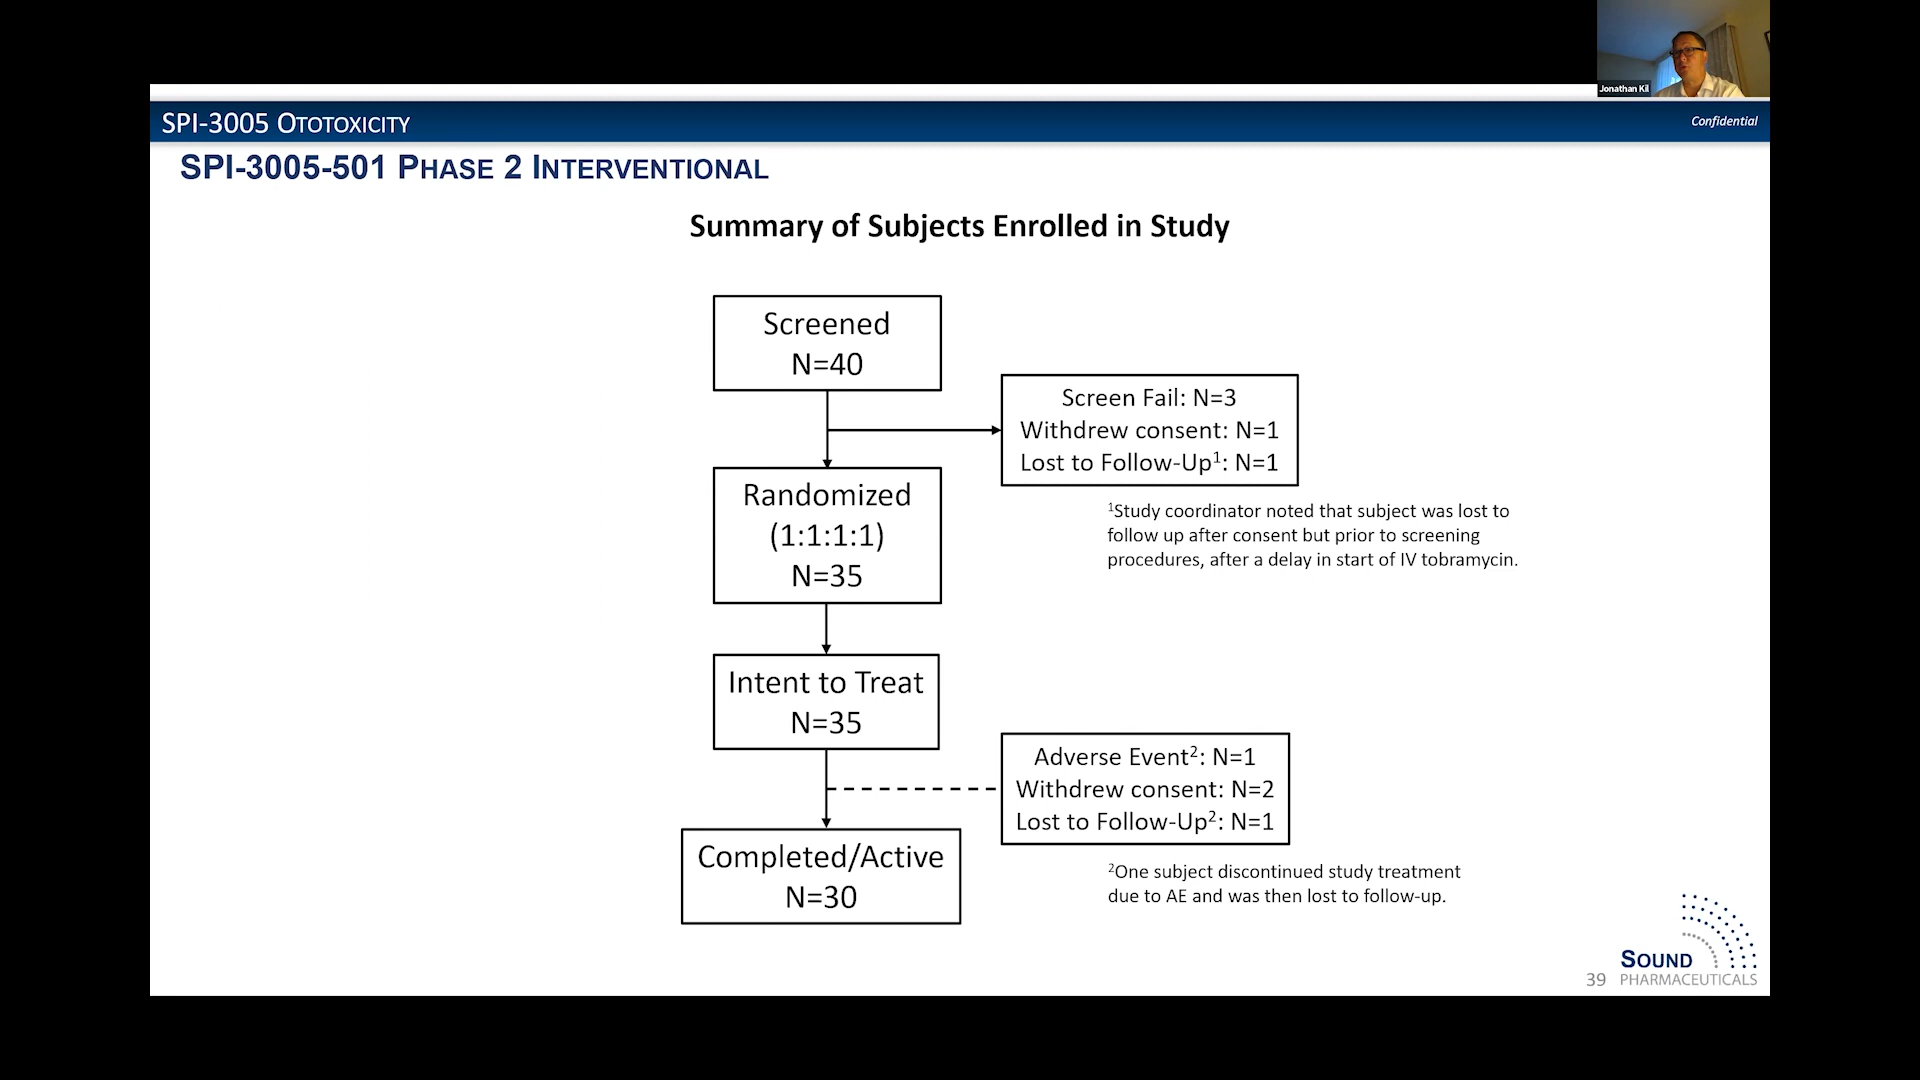 Jonathan Kil
SPI-3005 OTOTOXICITY
Confidential
SPI-3005-501 PHASE 2 INTERVENTIONAL
Summary of Subjects Enrolled in Study
Screened
N=40
Screen Fail: N=3
Withdrew consent: N=1
Lost to Follow-Up¹: N=1
Randomized
(1:1:1:1)
N=35
¹Study coordinator noted that subject was lost to
follow up after consent but prior to screening
procedures, after a delay in start of IV tobramycin.
Intent to Treat
N=35
Adverse Event²: N=1
Withdrew consent: N=2
Lost to Follow-Up²: N=1
Completed/Active
N=30
²One subject discontinued study treatment
due to AE and was then lost to follow-up.
SOUND
39 PHARMACEUTICALS